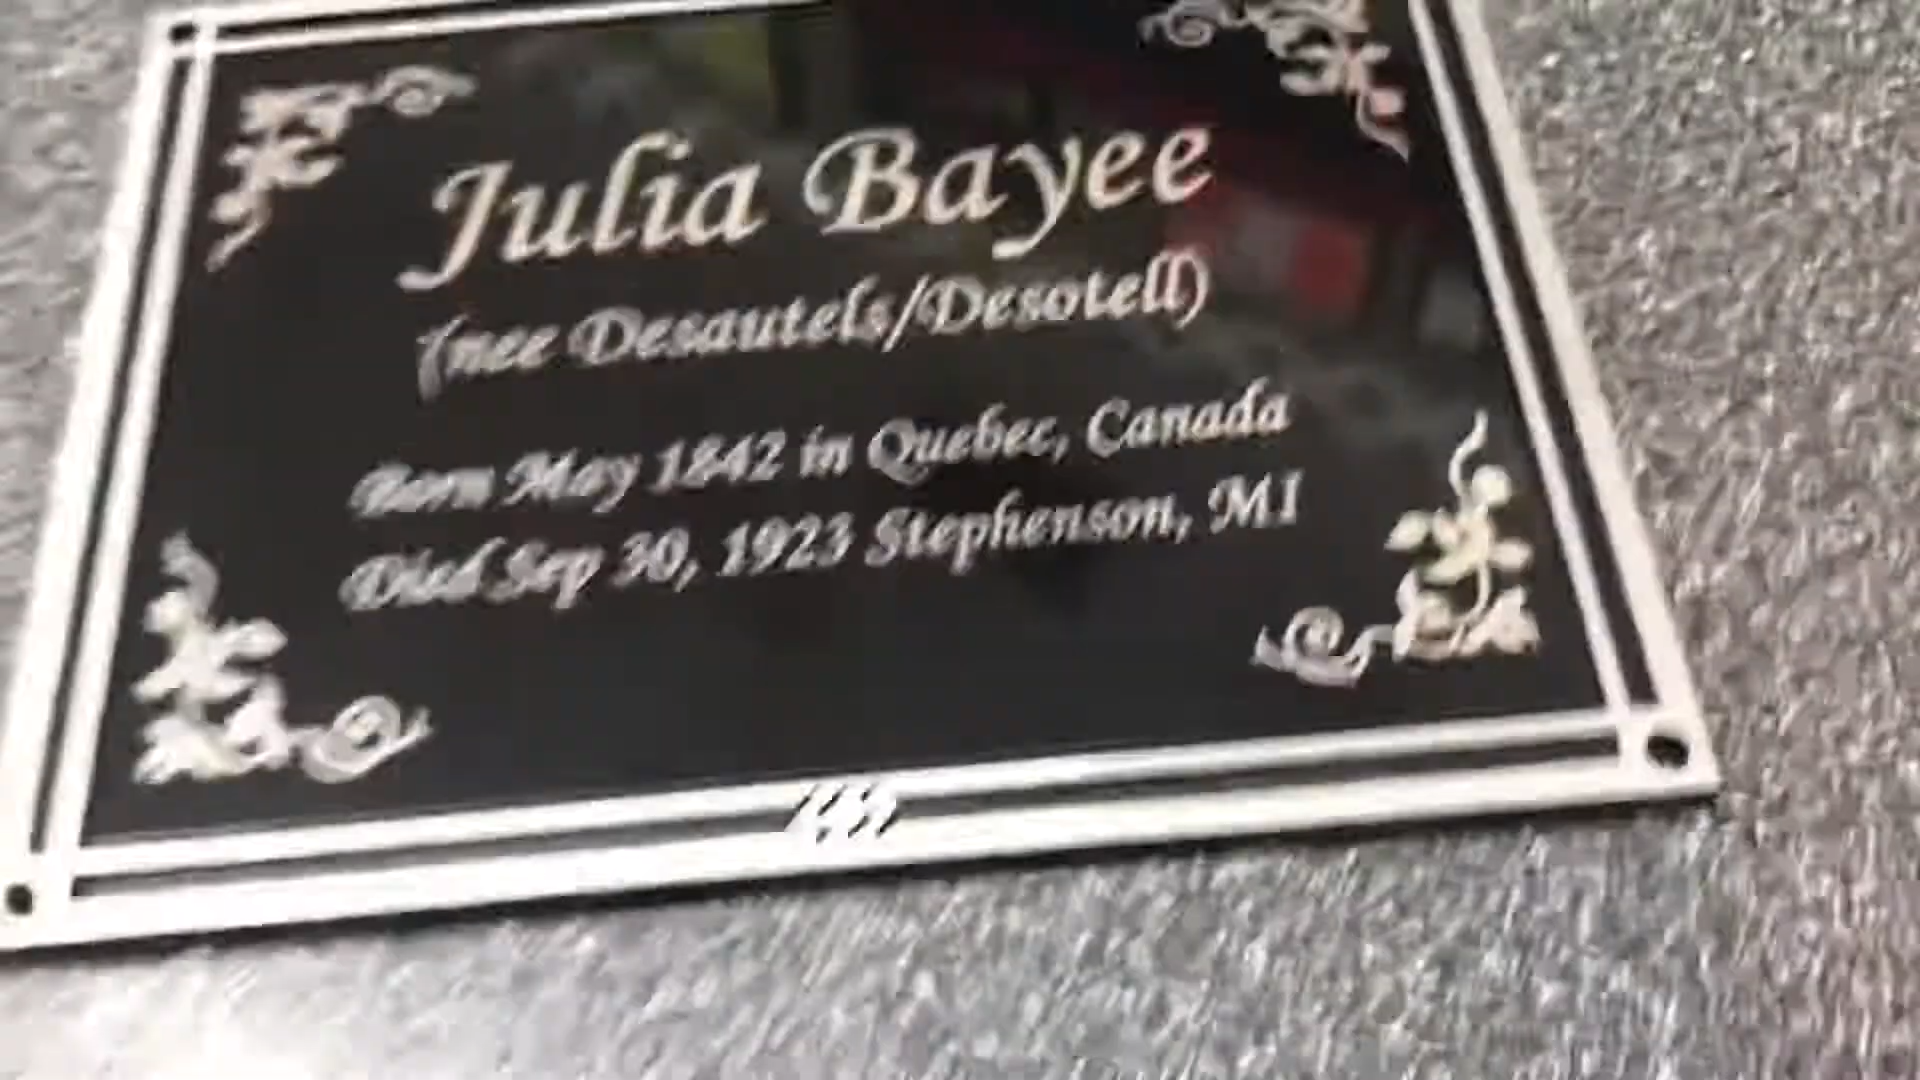 Julia Bayee
(nee Desautels/Desotell)
Born May 1842 in Quebec, Canada
Died Sep 30, 1923 Stephenson, MI